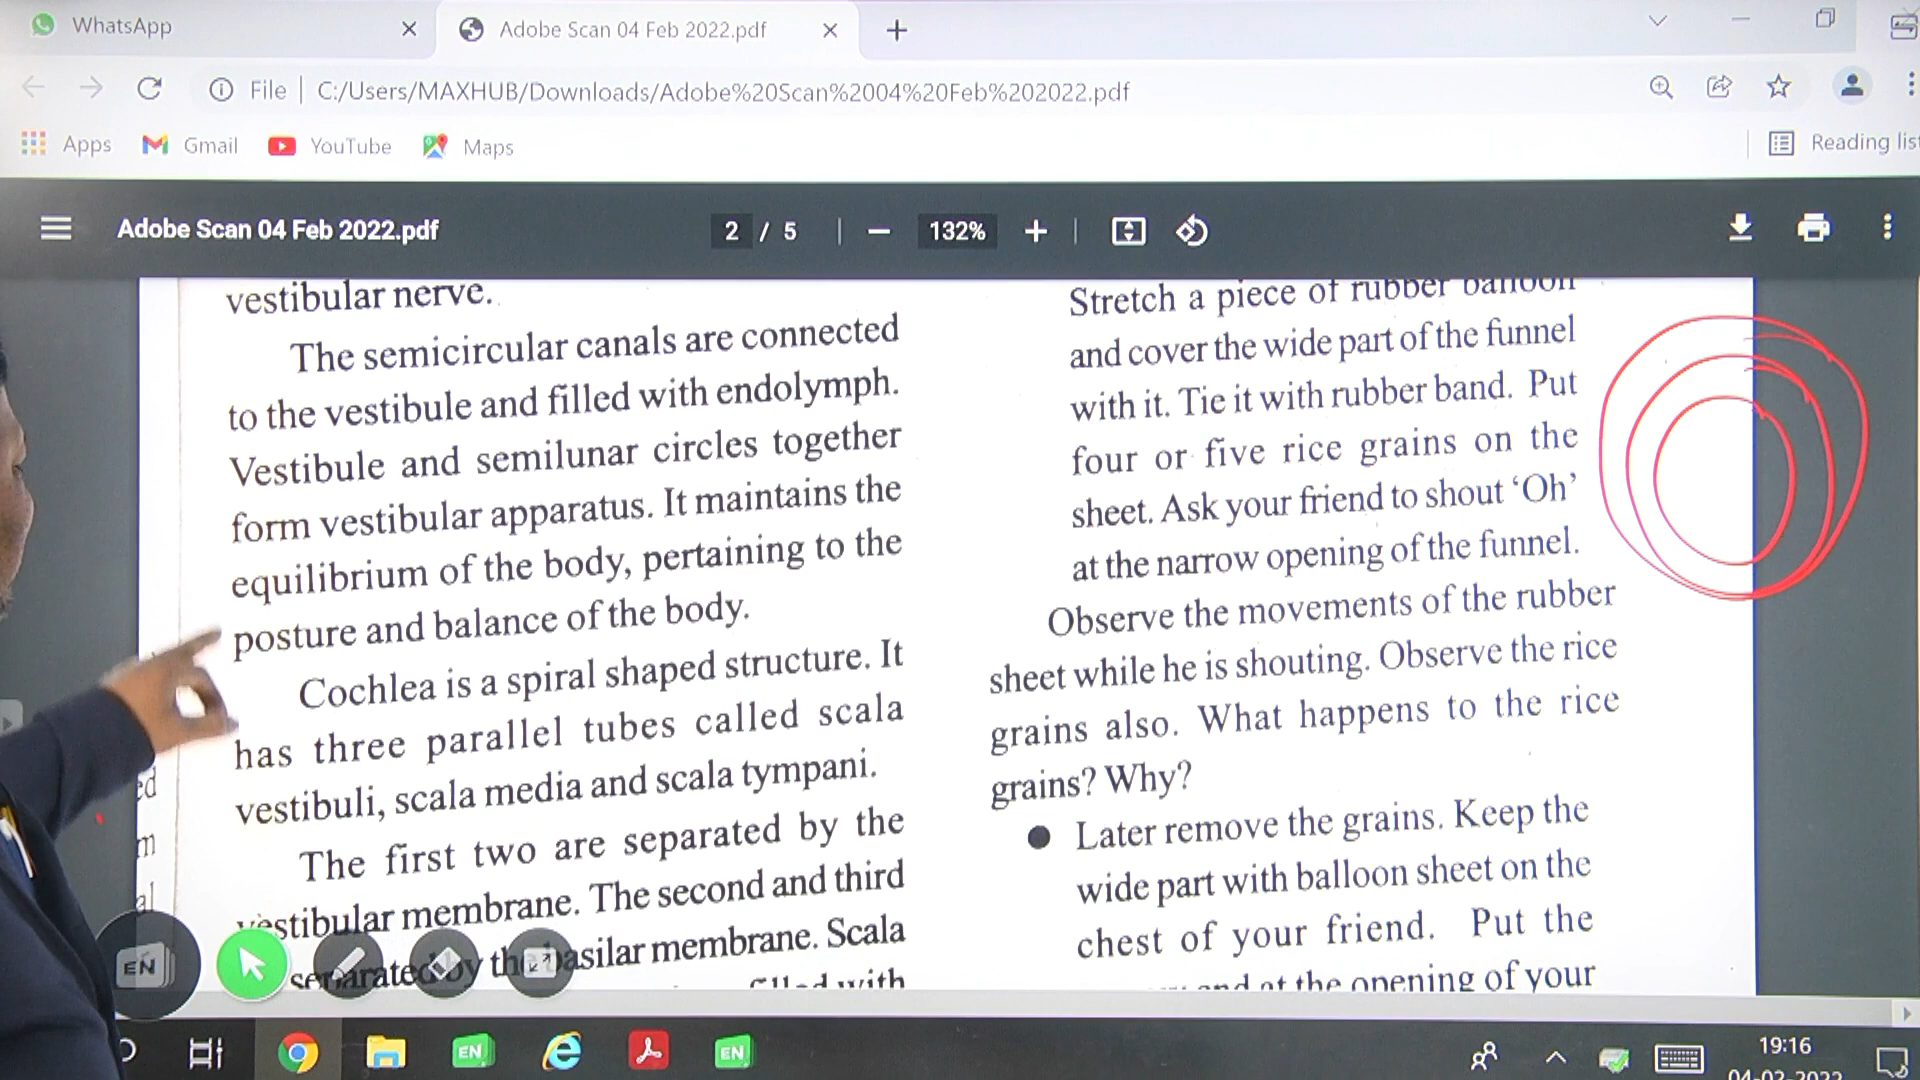 WhatsApp
Adobe Scan 04 Feb 2022.pdf
File | C:/Users/MAXHUB/Downloads/Adobe%20Scan%2004%20Feb%202022.pdf
Apps Gmail YouTube Maps
Reading list
Adobe Scan 04 Feb 2022.pdf
2 / 5
132%
vestibular nerve.
The semicircular canals are connected
to the vestibule and filled with endolymph.
Vestibule and semilunar circles together
form vestibular apparatus. It maintains the
equilibrium of the body, pertaining to the
posture and balance of the body.
Cochlea is a spiral shaped structure. It
has three parallel tubes called scala
vestibuli, scala media and scala tympani.
The first two are separated by the
vestibular membrane. The second and third
separated by the basilar membrane. Scala
filled with
Stretch a piece of rubber balloon
and cover the wide part of the funnel
with it. Tie it with rubber band. Put
four or five rice grains on the
sheet. Ask your friend to shout ‘Oh’
at the narrow opening of the funnel.
Observe the movements of the rubber
sheet while he is shouting. Observe the rice
grains also. What happens to the rice
grains? Why?
● Later remove the grains. Keep the
wide part with balloon sheet on the
chest of your friend. Put the
end at the opening of your
ed
m
al
EN
EN
EN
19:16
04-02-2022